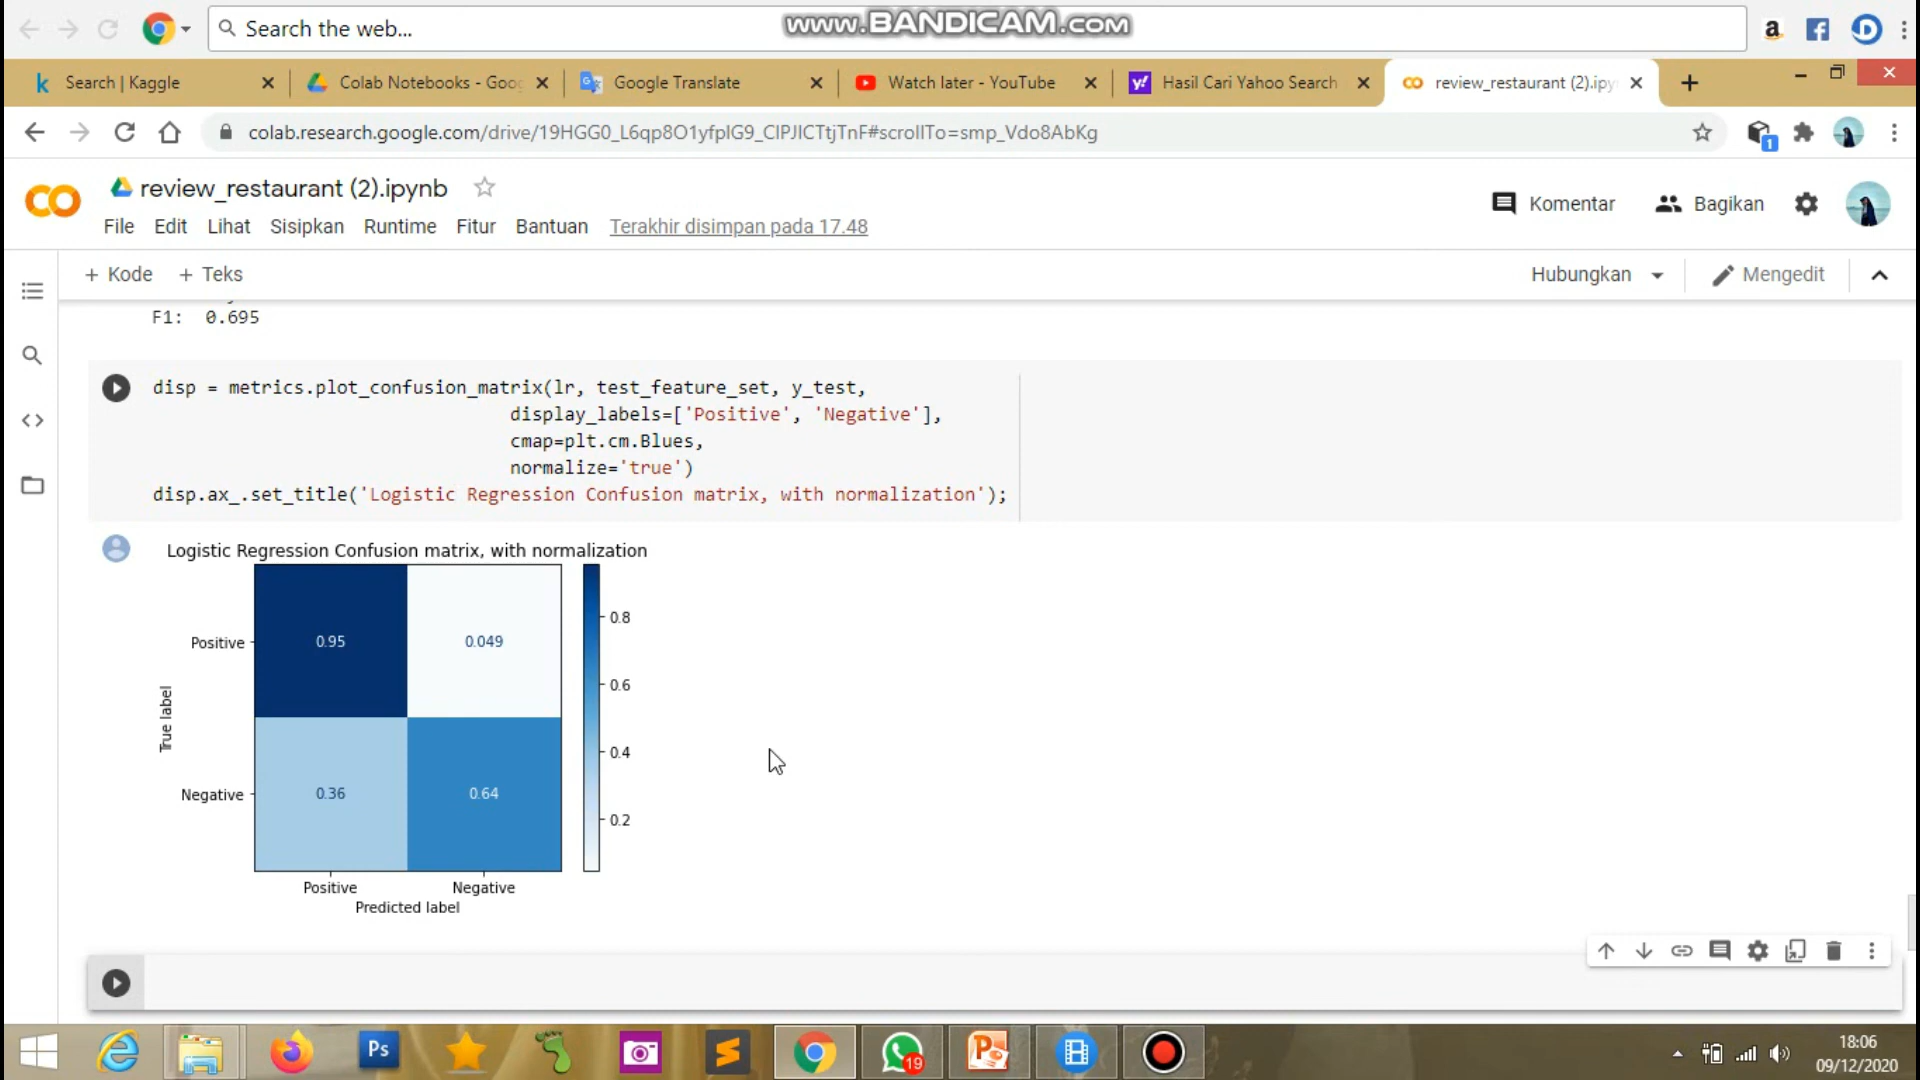 Search the web...
www.BANDICAM.com
Search | Kaggle
Colab Notebooks - Goog
Google Translate
Watch later - YouTube
Hasil Cari Yahoo Search
review_restaurant (2).ipy
colab.research.google.com/drive/19HGG0_L6qp8O1yfpIG9_CIPJICTtjTnF#scrollTo=smp_Vdo8AbKg
1
review_restaurant (2).ipynb
Komentar
Bagikan
File Edit Lihat Sisipkan Runtime Fitur Bantuan Terakhir disimpan pada 17.48
+ Kode + Teks
Hubungkan
Mengedit
F1: 0.695
disp = metrics.plot_confusion_matrix(lr, test_feature_set, y_test,
display_labels=['Positive', 'Negative'],
cmap=plt.cm.Blues,
normalize='true')
disp.ax_.set_title('Logistic Regression Confusion matrix, with normalization');
Logistic Regression Confusion matrix, with normalization
Positive
0.95
0.049
0.8
0.6
True label
0.4
Negative
0.36
0.64
0.2
Positive
Negative
Predicted label
Ps
19
18:06
09/12/2020